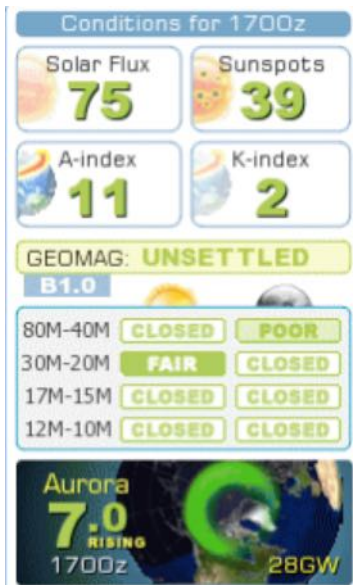 Conditions for 1700z
Solar Flux
75
Sunspots
39
A-index
11
K-index
2
GEOMAG: UNSETTLED
B1.0
80M-40M CLOSED POOR
30M-20M FAIR CLOSED
17M-15M CLOSED CLOSED
12M-10M CLOSED CLOSED
Aurora
7.0
RISING
1700z
28GW